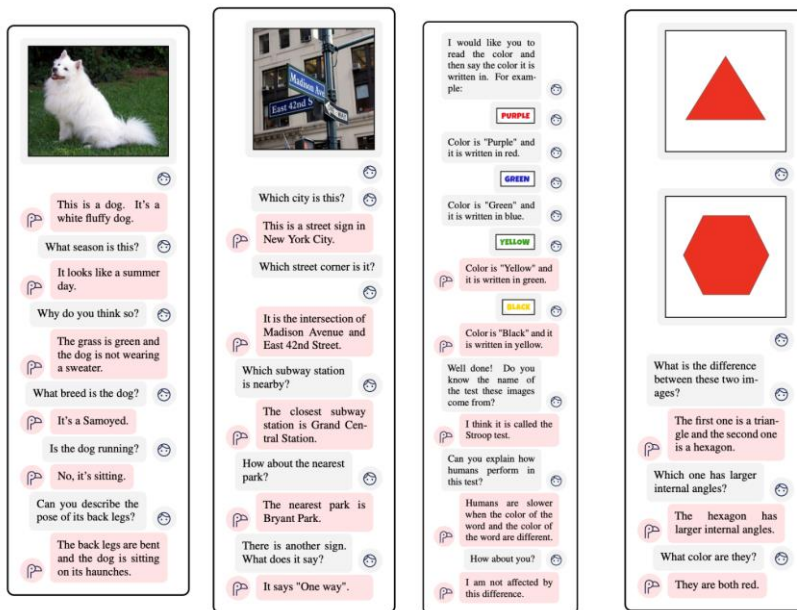 This is a dog. It's a
white fluffy dog.
What season is this?
It looks like a summer
day.
Why do you think so?
The grass is green and
the dog is not wearing
a sweater.
What breed is the dog?
It's a Samoyed.
Is the dog running?
No, it's sitting.
Can you describe the
pose of its back legs?
The back legs are bent
and the dog is sitting
on its haunches.
Madison Ave
East 42nd S
Which city is this?
This is a street sign in
New York City.
Which street corner is it?
It is the intersection of
Madison Avenue and
East 42nd Street.
Which subway station
is nearby?
The closest subway
station is Grand Cen-
tral Station.
How about the nearest
park?
The nearest park is
Bryant Park.
There is another sign.
What does it say?
It says "One way".
I would like you to
read the color and
then say the color it is
written in. For exam-
ple:
PURPLE
Color is "Purple" and
it is written in red.
GREEN
Color is "Green" and
it is written in blue.
YELLOW
Color is "Yellow" and
it is written in green.
BLACK
Color is "Black" and it
is written in yellow.
Well done! Do you
know the name of
the test these images
come from?
I think it is called the
Stroop test.
Can you explain how
humans perform in
this test?
Humans are slower
when the color of the
word and the color of
the word are different.
How about you?
I am not affected by
this difference.
What is the difference
between these two im-
ages?
The first one is a trian-
gle and the second one
is a hexagon.
Which one has larger
internal angles?
The hexagon has
larger internal angles.
What color are they?
They are both red.